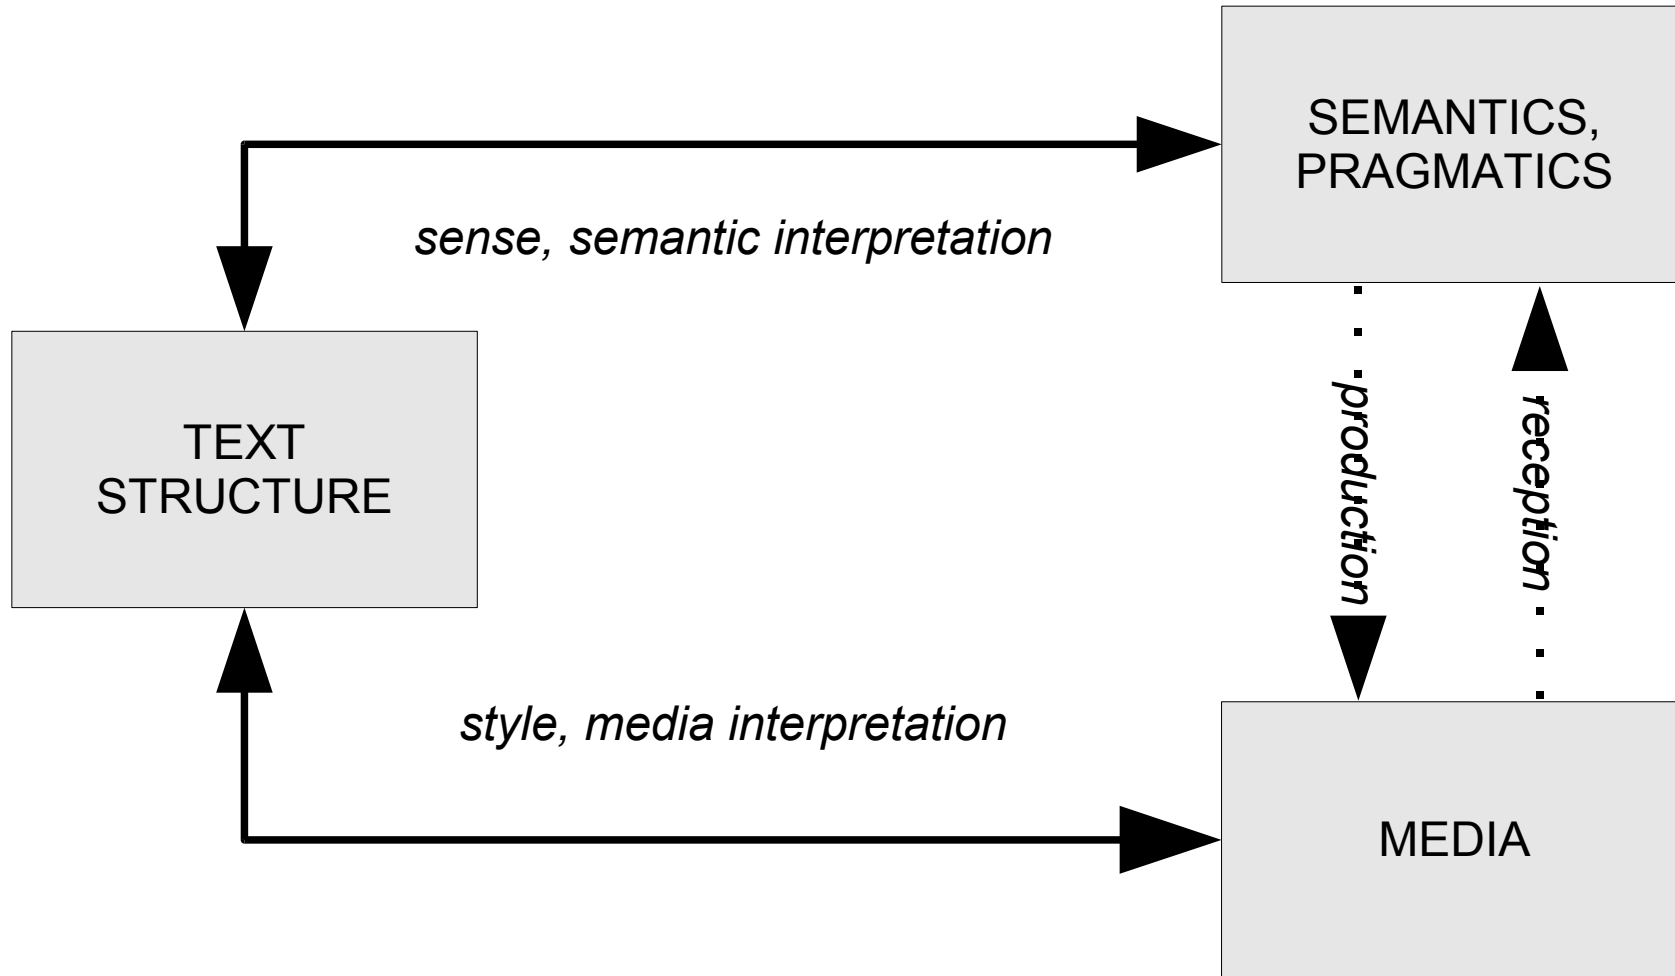 SEMANTICS,
PRAGMATICS
sense, semantic interpretation
TEXT
STRUCTURE
production
reception
style, media interpretation
MEDIA